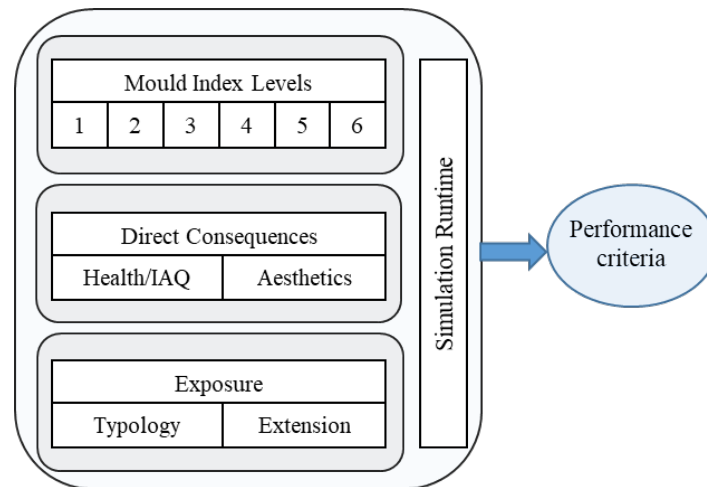 Mould Index Levels
1 2 3 4 5 6
Direct Consequences
Health/IAQ Aesthetics
Exposure
Typology Extension
Simulation Runtime
Performance
criteria